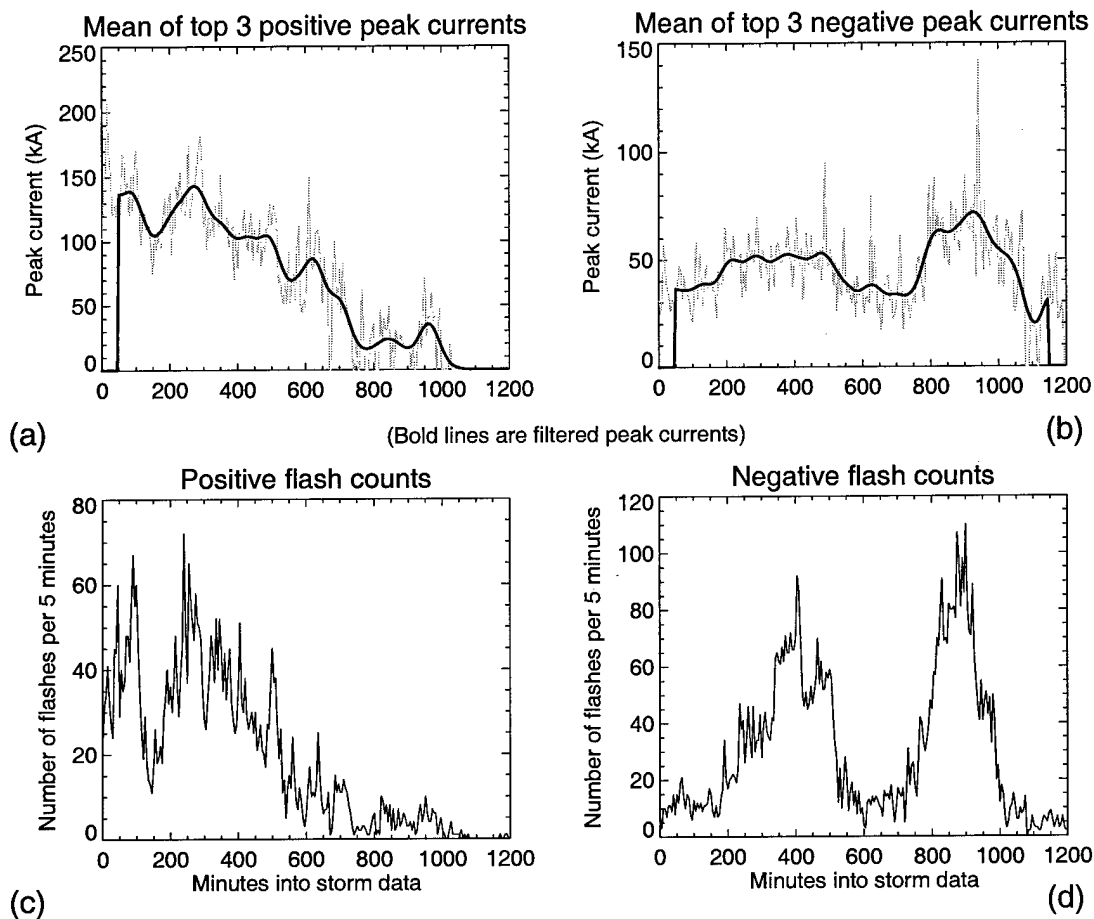 Mean of top 3 positive peak currents
250
200
150
100
50
0
Peak current (kA)
0 200 400 600 800 1000 1200
(a)
Mean of top 3 negative peak currents
150
100
50
0
Peak current (kA)
0 200 400 600 800 1000 1200
(b)
(Bold lines are filtered peak currents)
Positive flash counts
80
60
40
20
0
Number of flashes per 5 minutes
0 200 400 600 800 1000 1200
Minutes into storm data
(c)
Negative flash counts
120
100
80
60
40
20
0
Number of flashes per 5 minutes
0 200 400 600 800 1000 1200
Minutes into storm data
(d)